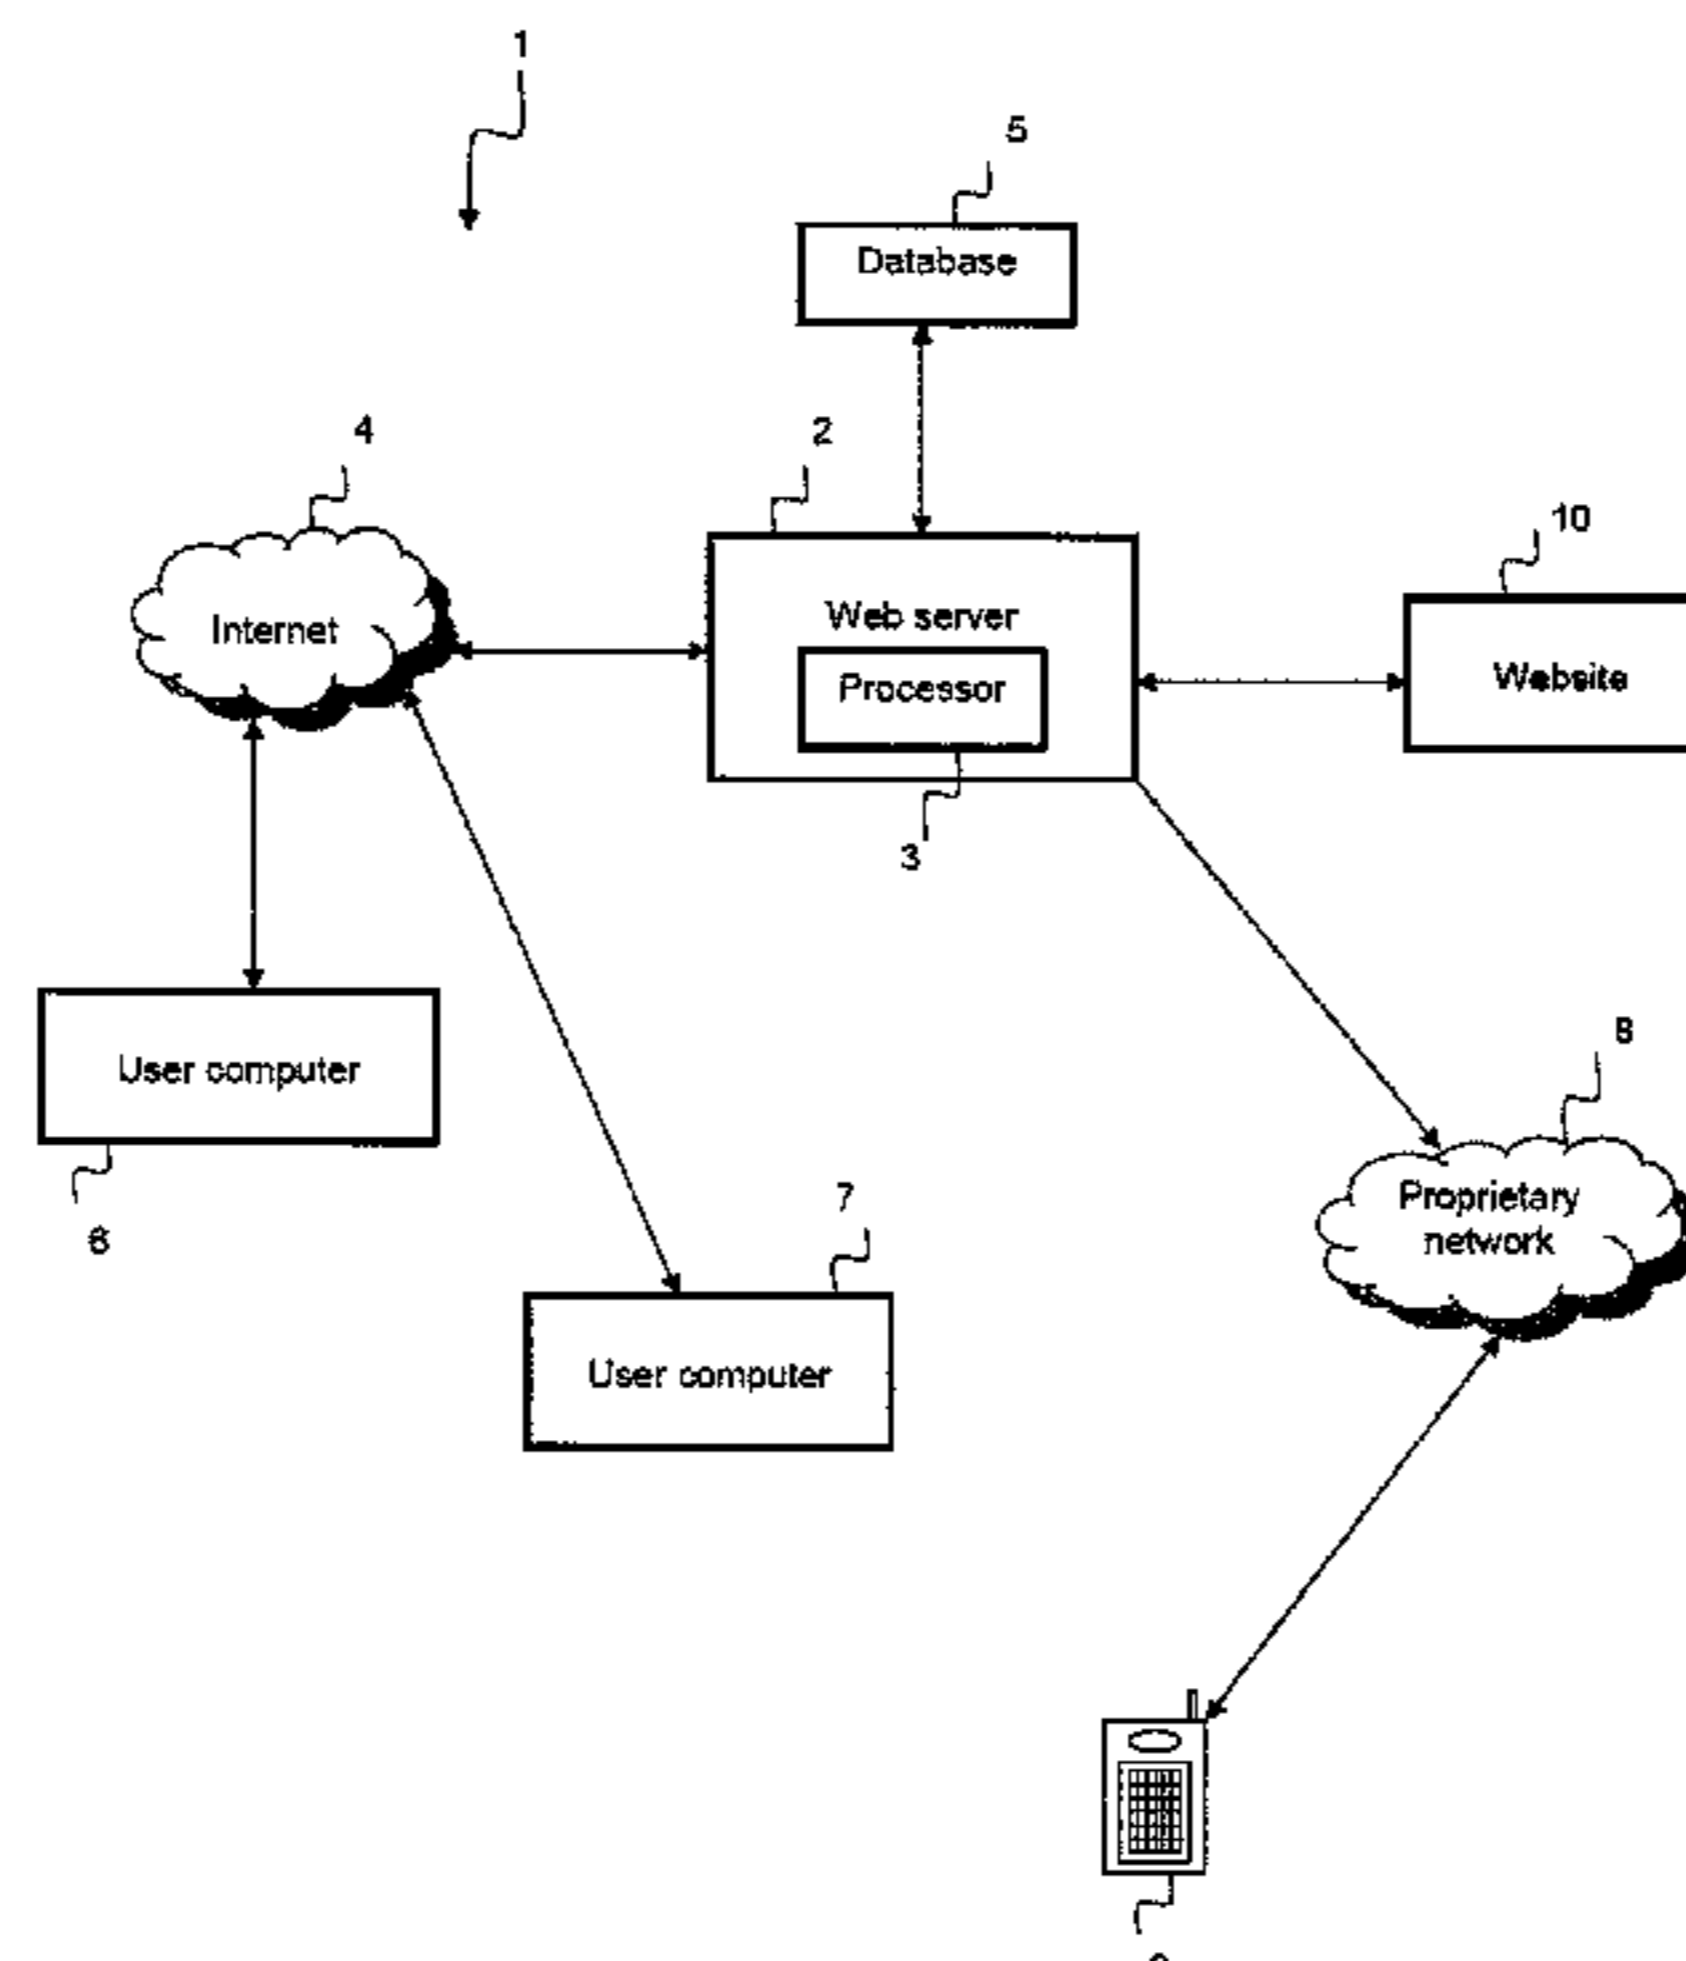 1
5
Database
4
2
10
Internet
Web server
Website
Processor
3
8
User computer
Proprietary
network
7
6
User computer